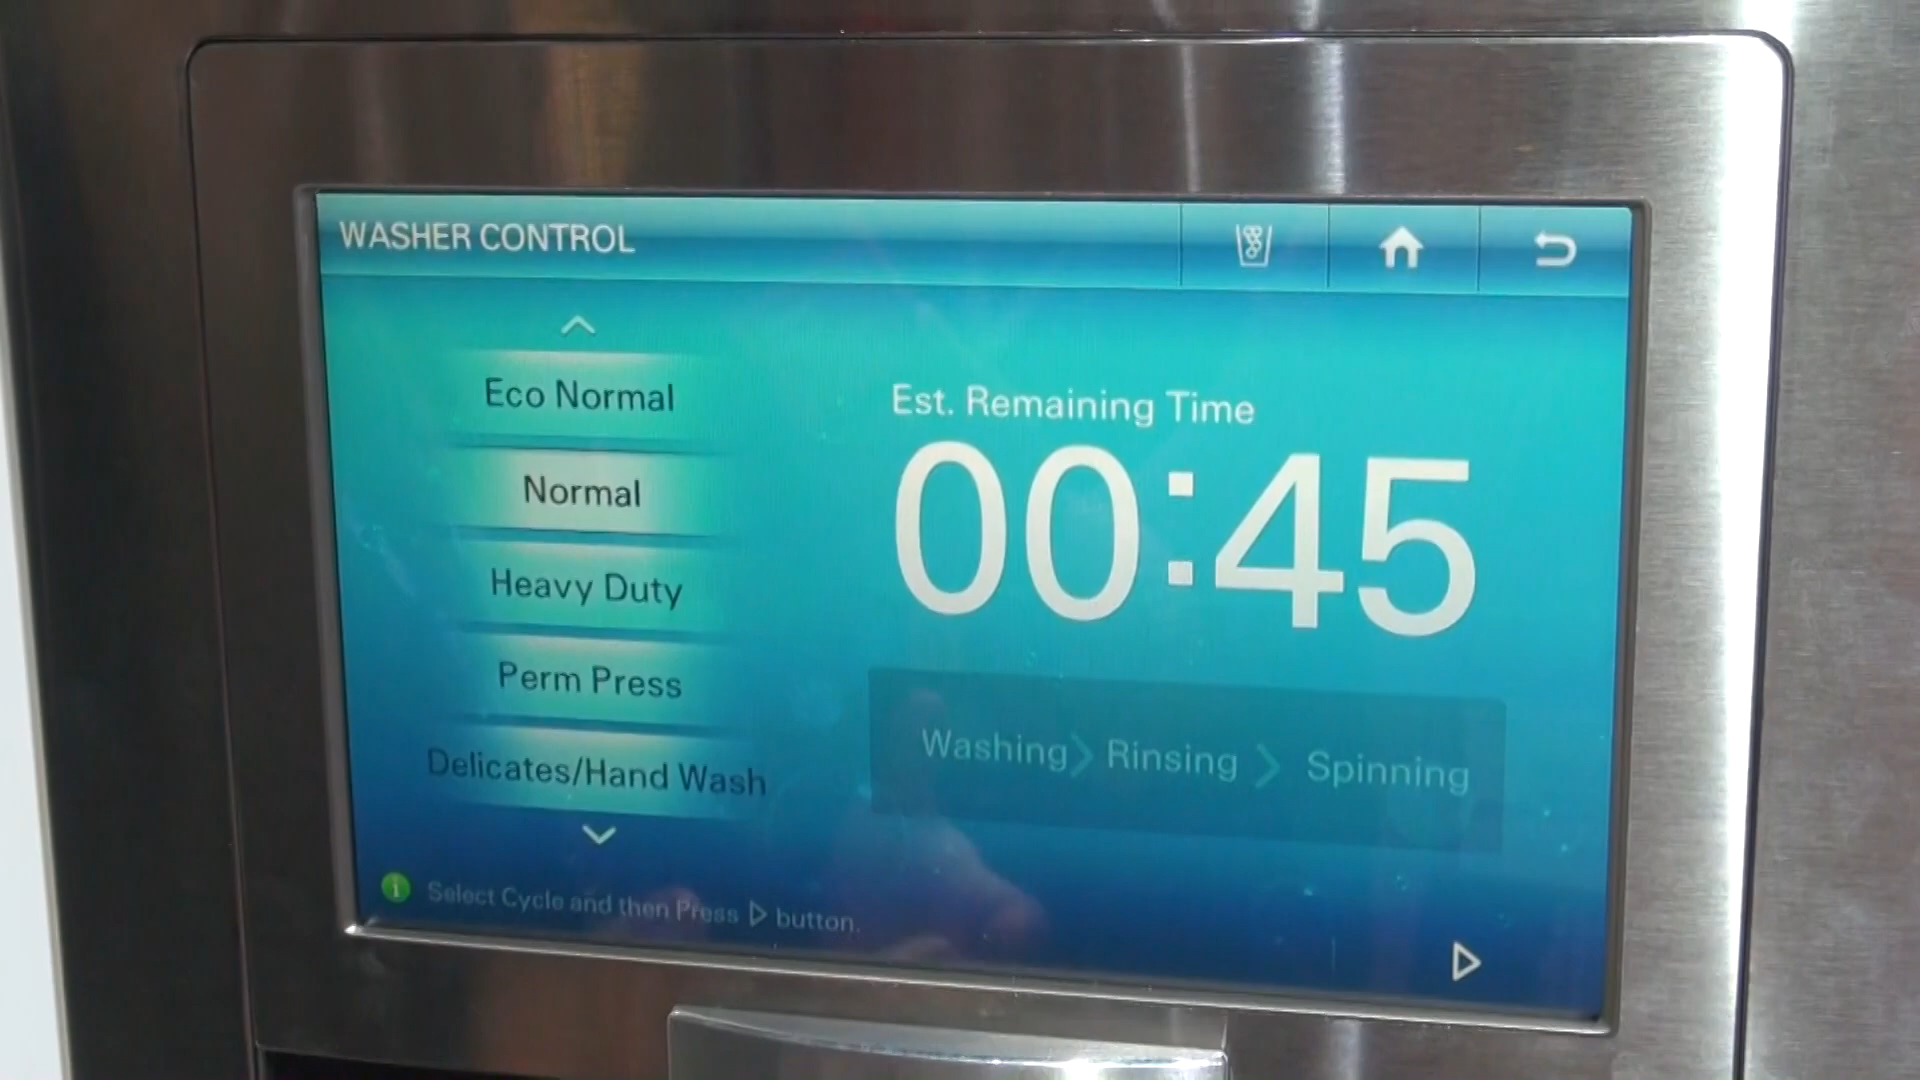 WASHER CONTROL
Eco Normal
Normal
Heavy Duty
Perm Press
Delicates/Hand Wash
Est. Remaining Time
00:45
Washing > Rinsing > Spinning
i Select Cycle and then Press ▷ button.